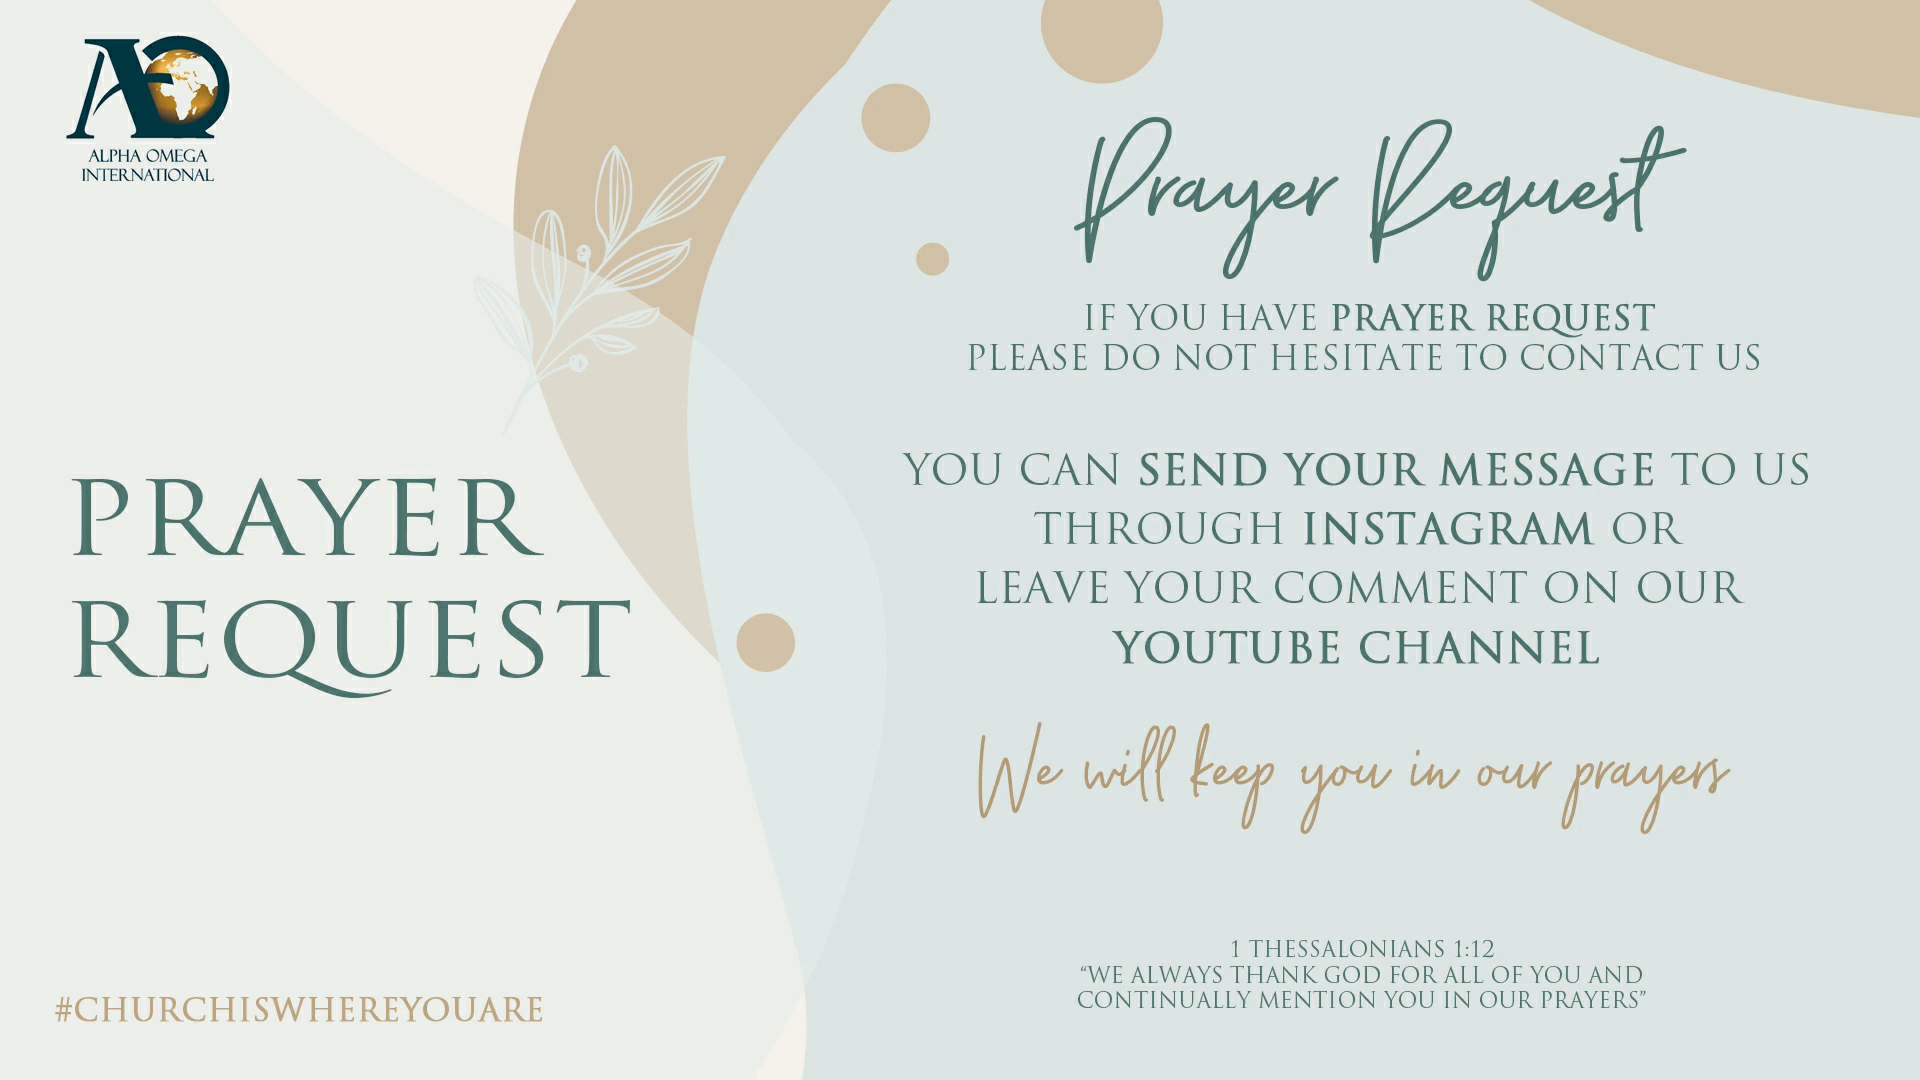 ALPHA OMEGA
INTERNATIONAL
PRAYER
REQUEST
#CHURCHISWHEREYOUARE
Prayer Request
IF YOU HAVE PRAYER REQUEST
PLEASE DO NOT HESITATE TO CONTACT US
YOU CAN SEND YOUR MESSAGE TO US
THROUGH INSTAGRAM OR
LEAVE YOUR COMMENT ON OUR
YOUTUBE CHANNEL
We will keep you in our prayers
1 THESSALONIANS 1:12
“WE ALWAYS THANK GOD FOR ALL OF YOU AND
CONTINUALLY MENTION YOU IN OUR PRAYERS”